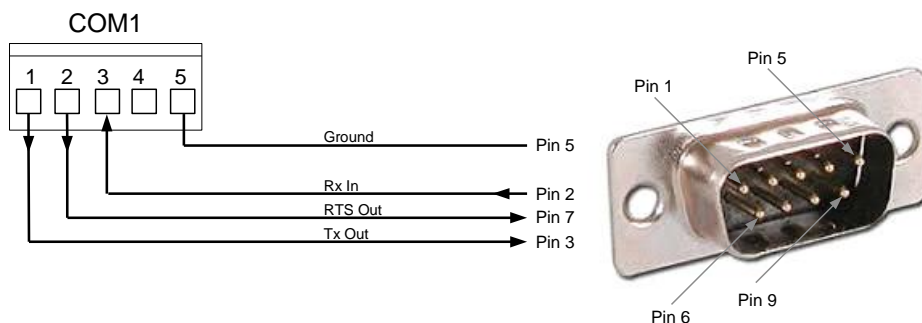 COM1
1 2 3 4 5
Ground
Pin 5
Rx In
Pin 2
RTS Out
Pin 7
Tx Out
Pin 3
Pin 5
Pin 1
Pin 9
Pin 6